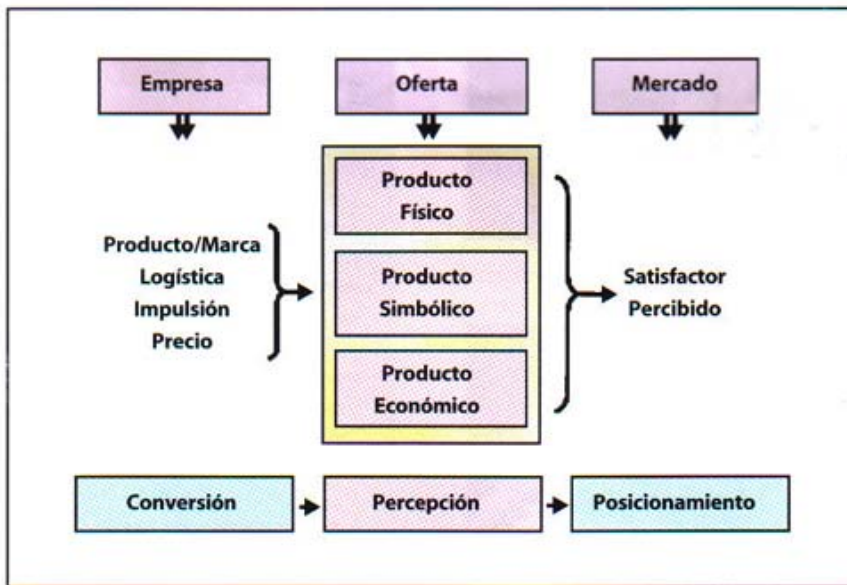 Empresa
Oferta
Mercado
Producto
Físico
Producto/Marca
Logística
Impulsión
Precio
Producto
Simbólico
Satisfactor
Percibido
Producto
Económico
Conversión
Percepción
Posicionamiento